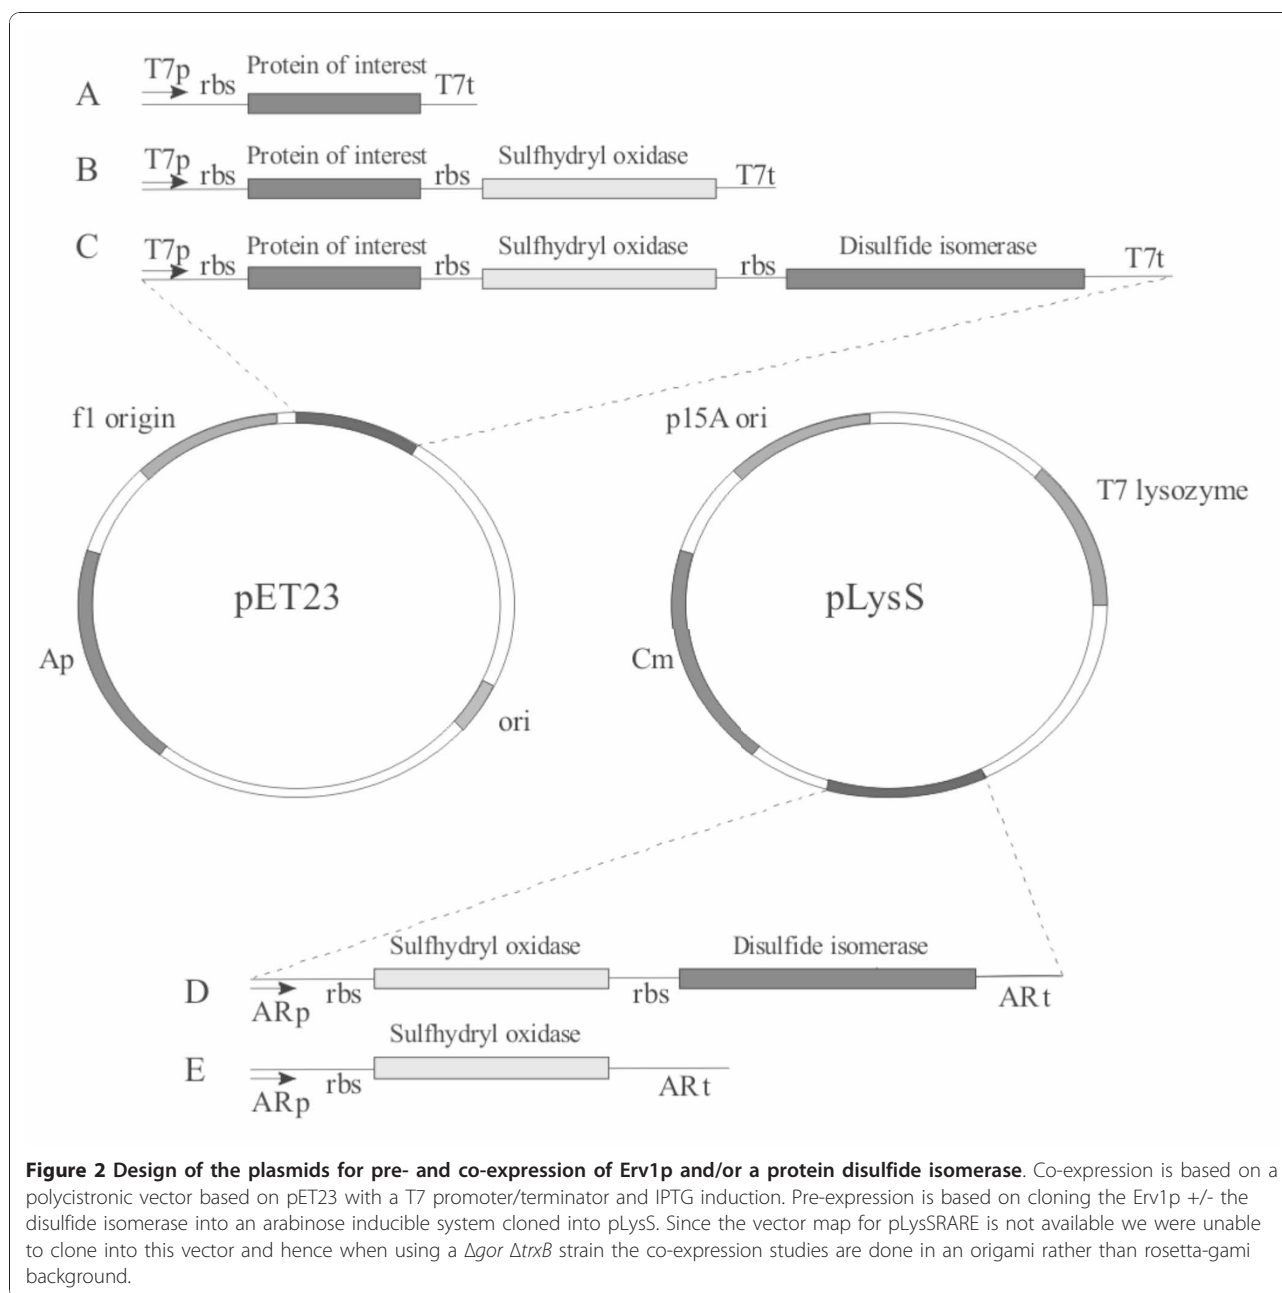 A
T7p
rbs
Protein of interest
T7t
B
T7p
rbs
Protein of interest
rbs
Sulfhydryl oxidase
T7t
C
T7p
rbs
Protein of interest
rbs
Sulfhydryl oxidase
rbs
Disulfide isomerase
T7t
f1 origin
pET23
Ap
ori
p15A ori
T7 lysozyme
pLysS
Cm
D
ARp
rbs
Sulfhydryl oxidase
rbs
Disulfide isomerase
ARt
E
ARp
rbs
Sulfhydryl oxidase
ARt
Figure 2 Design of the plasmids for pre- and co-expression of Erv1p and/or a protein disulfide isomerase. Co-expression is based on a
polycistronic vector based on pET23 with a T7 promoter/terminator and IPTG induction. Pre-expression is based on cloning the Erv1p +/- the
disulfide isomerase into an arabinose inducible system cloned into pLysS. Since the vector map for pLysSRARE is not available we were unable
to clone into this vector and hence when using a Δgor ΔtrxB strain the co-expression studies are done in an origami rather than rosetta-gami
background.